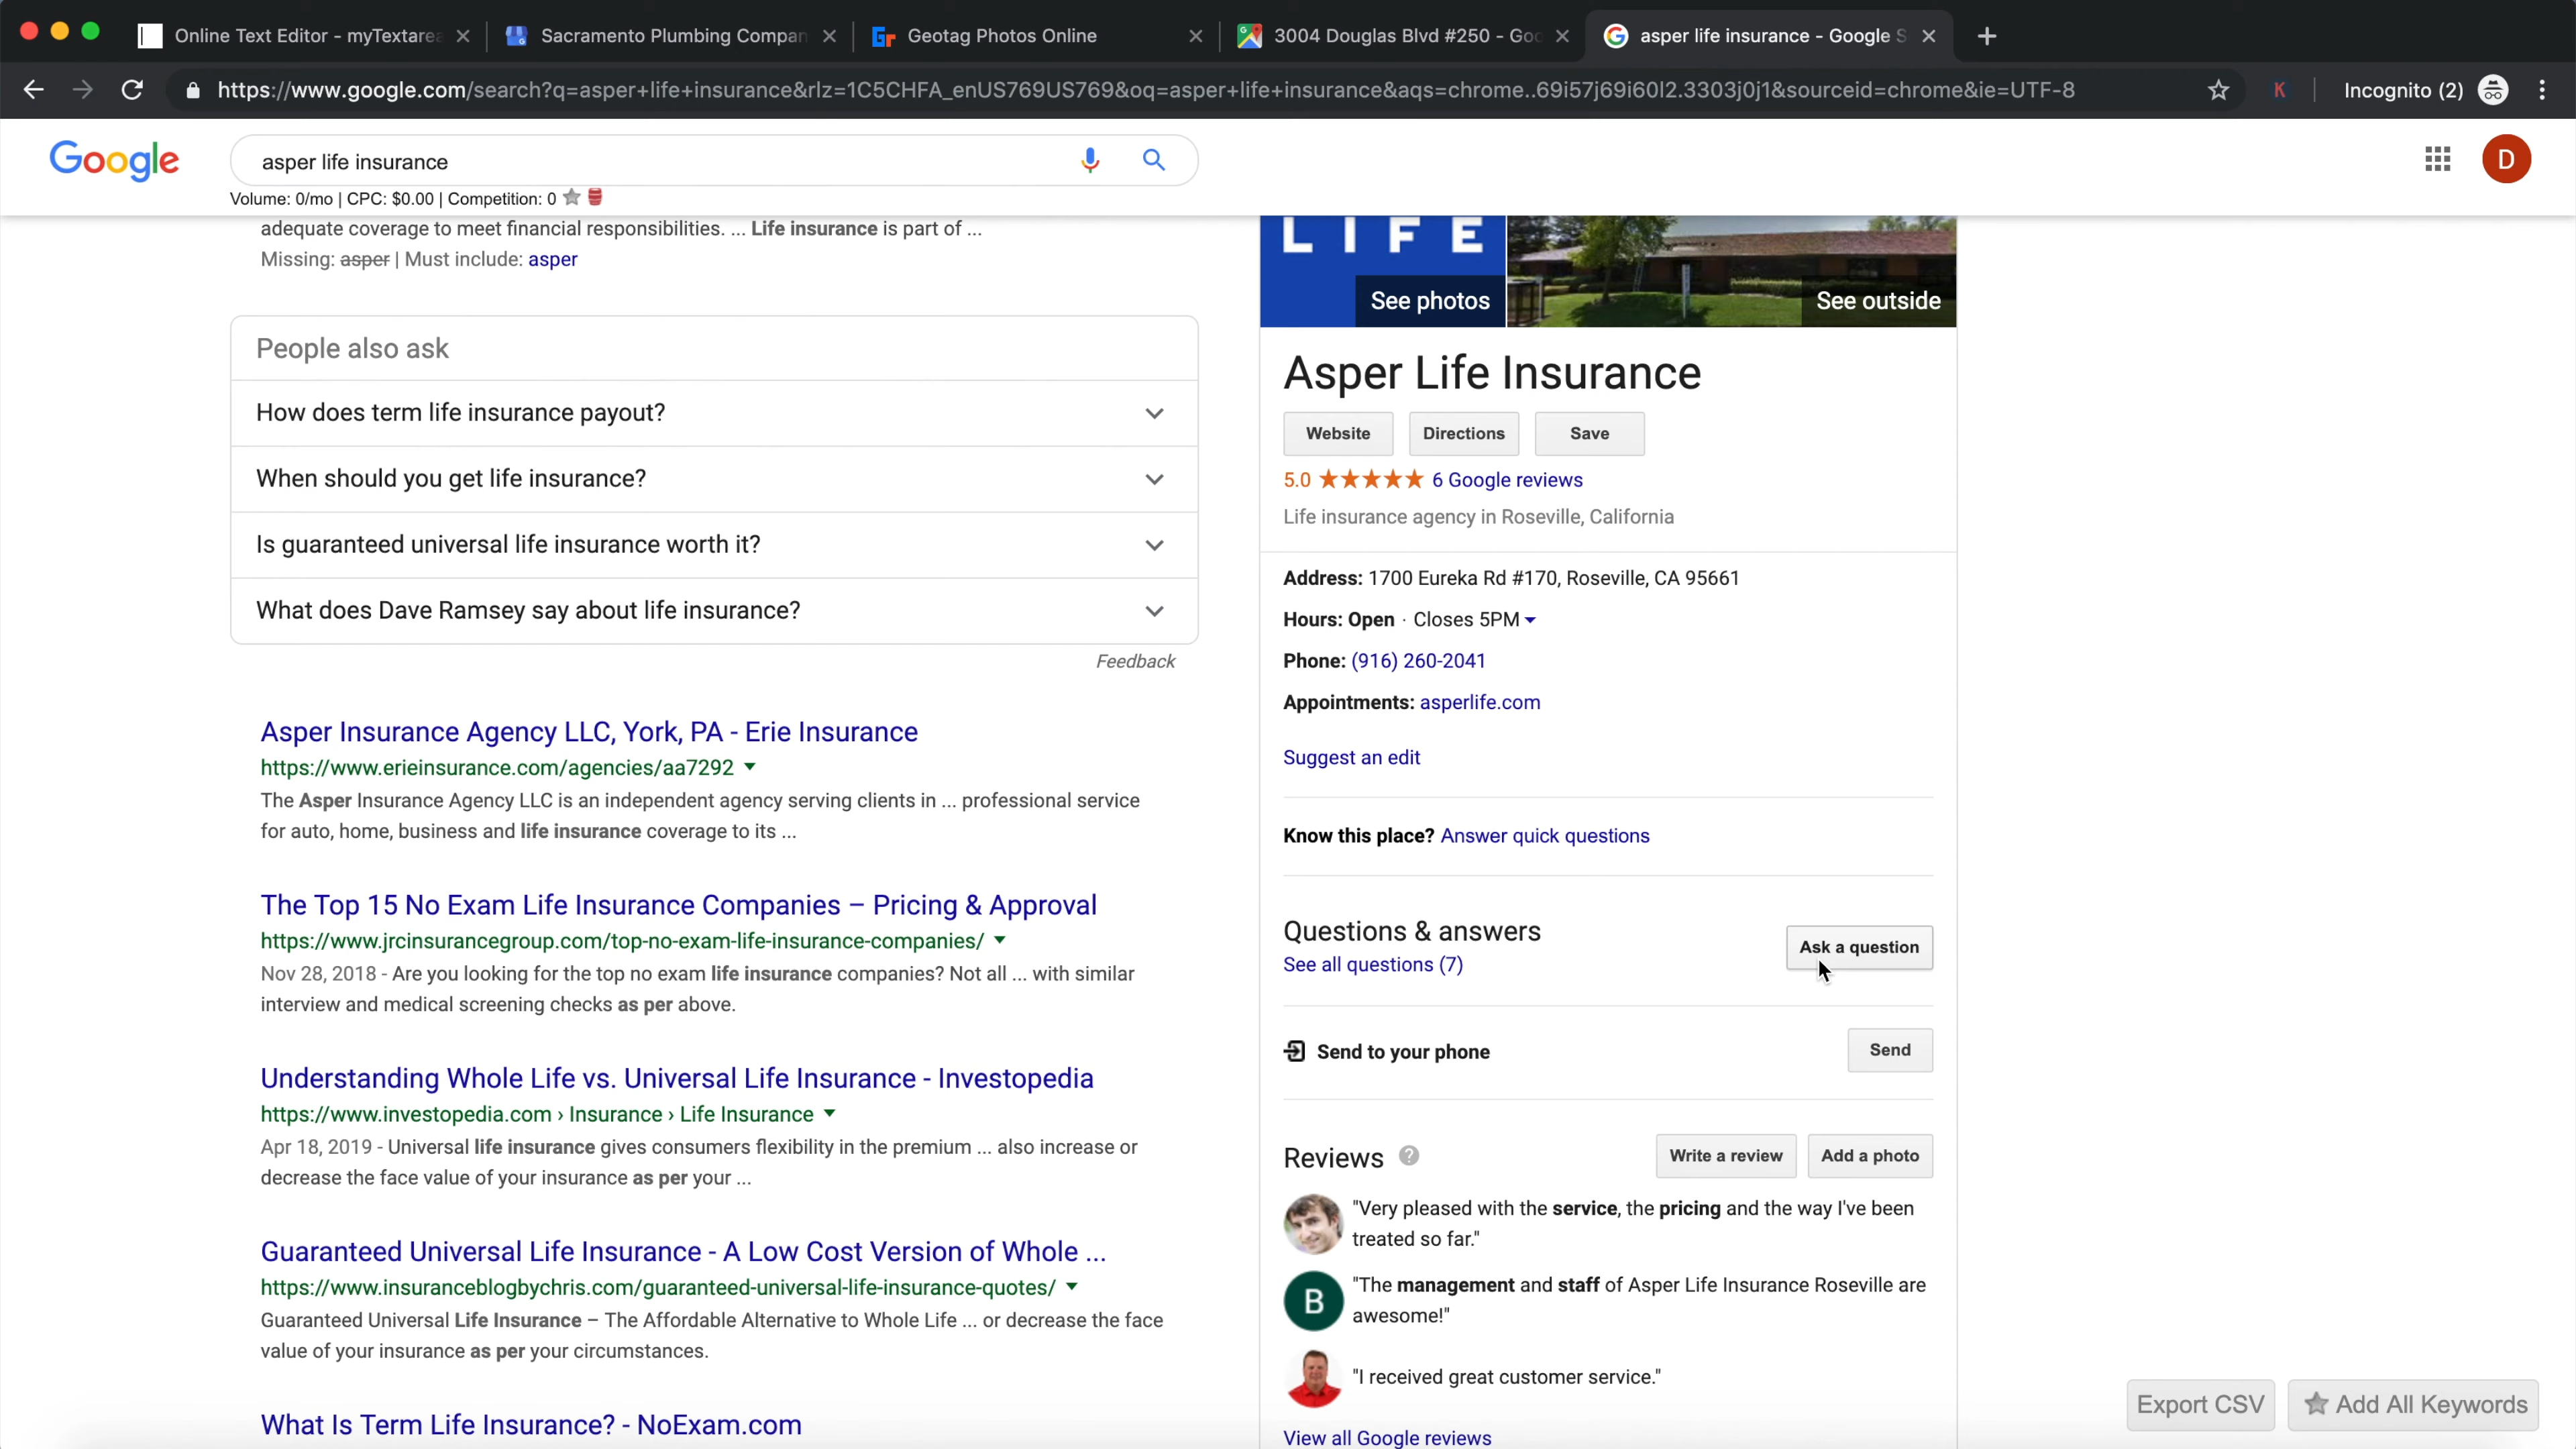 Online Text Editor - myTextarea
Sacramento Plumbing Compan
Geotag Photos Online
3004 Douglas Blvd #250 - Goo
asper life insurance - Google S
https://www.google.com/search?q=asper+life+insurance&rlz=1C5CHFA_enUS769US769&oq=asper+life+insurance&aqs=chrome..69i57j69i60l2.3303j0j1&sourceid=chrome&ie=UTF-8
K
Incognito (2)
Google
asper life insurance
D
Volume: 0/mo | CPC: $0.00 | Competition: 0
adequate coverage to meet financial responsibilities. ... Life insurance is part of ...
Missing: asper | Must include: asper
People also ask
How does term life insurance payout?
When should you get life insurance?
Is guaranteed universal life insurance worth it?
What does Dave Ramsey say about life insurance?
Feedback
Asper Insurance Agency LLC, York, PA - Erie Insurance
https://www.erieinsurance.com/agencies/aa7292
The Asper Insurance Agency LLC is an independent agency serving clients in ... professional service
for auto, home, business and life insurance coverage to its ...
The Top 15 No Exam Life Insurance Companies – Pricing & Approval
https://www.jrcinsurancegroup.com/top-no-exam-life-insurance-companies/
Nov 28, 2018 - Are you looking for the top no exam life insurance companies? Not all ... with similar
interview and medical screening checks as per above.
Understanding Whole Life vs. Universal Life Insurance - Investopedia
https://www.investopedia.com › Insurance › Life Insurance
Apr 18, 2019 - Universal life insurance gives consumers flexibility in the premium ... also increase or
decrease the face value of your insurance as per your ...
Guaranteed Universal Life Insurance - A Low Cost Version of Whole ...
https://www.insuranceblogbychris.com/guaranteed-universal-life-insurance-quotes/
Guaranteed Universal Life Insurance – The Affordable Alternative to Whole Life ... or decrease the face
value of your insurance as per your circumstances.
What Is Term Life Insurance? - NoExam.com
LIFE
See photos
See outside
Asper Life Insurance
Website
Directions
Save
5.0 ★★★★★ 6 Google reviews
Life insurance agency in Roseville, California
Address: 1700 Eureka Rd #170, Roseville, CA 95661
Hours: Open · Closes 5PM
Phone: (916) 260-2041
Appointments: asperlife.com
Suggest an edit
Know this place? Answer quick questions
Questions & answers
See all questions (7)
Ask a question
Send to your phone
Send
Reviews
Write a review
Add a photo
"Very pleased with the service, the pricing and the way I've been
treated so far."
B
"The management and staff of Asper Life Insurance Roseville are
awesome!"
"I received great customer service."
View all Google reviews
Export CSV
Add All Keywords